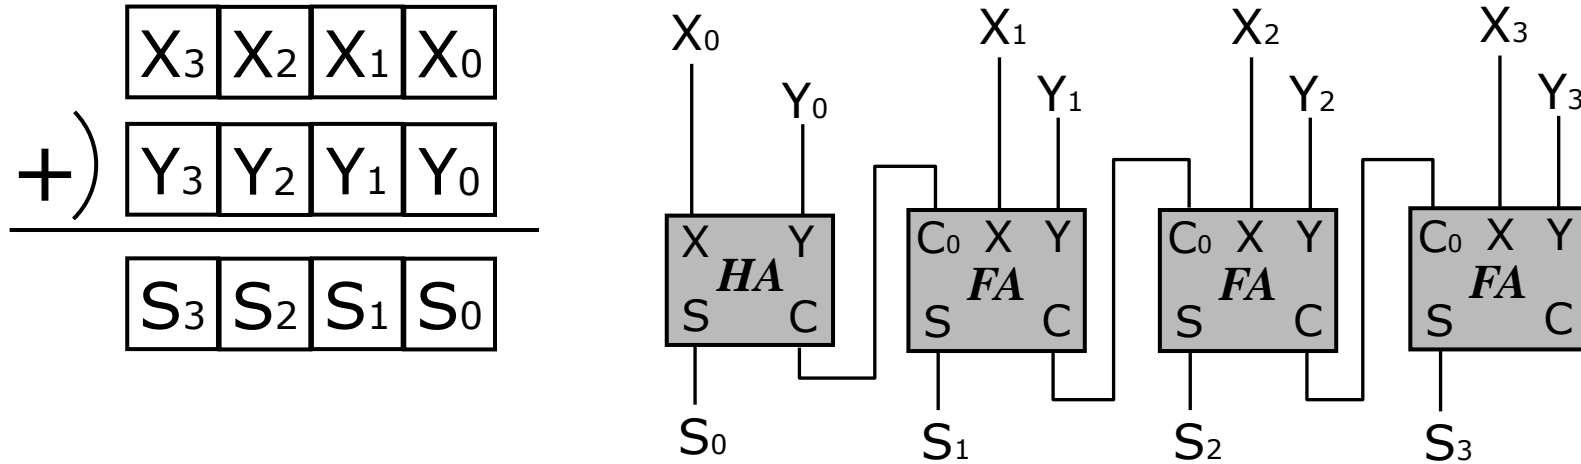 X3 X2 X1 X0
+) Y3 Y2 Y1 Y0
S3 S2 S1 S0
X0 X1 X2 X3
Y0 Y1 Y2 Y3
X Y C0 X Y C0 X Y C0 X Y
HA FA FA FA
S C S C S C S C
S0 S1 S2 S3